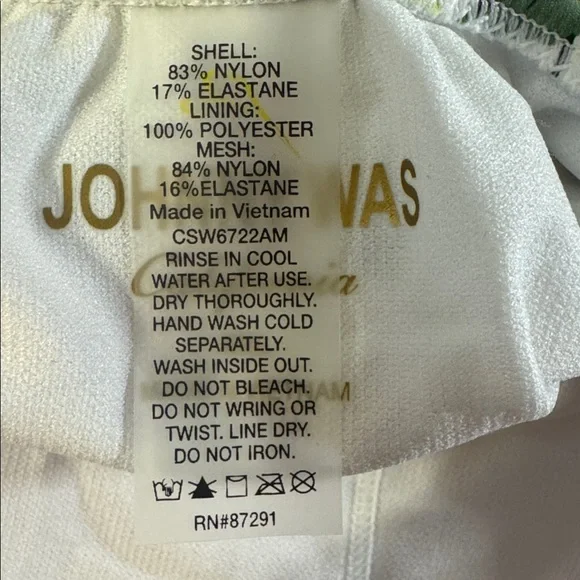 SHELL:
83% NYLON
17% ELASTANE
LINING:
100% POLYESTER
MESH:
84% NYLON
16%ELASTANE
Made in Vietnam
CSW6722AM
RINSE IN COOL
WATER AFTER USE.
DRY THOROUGHLY.
HAND WASH COLD
SEPARATELY.
WASH INSIDE OUT.
DO NOT BLEACH.
DO NOT WRING OR
TWIST. LINE DRY.
DO NOT IRON.
RN#87291
JOH WAS